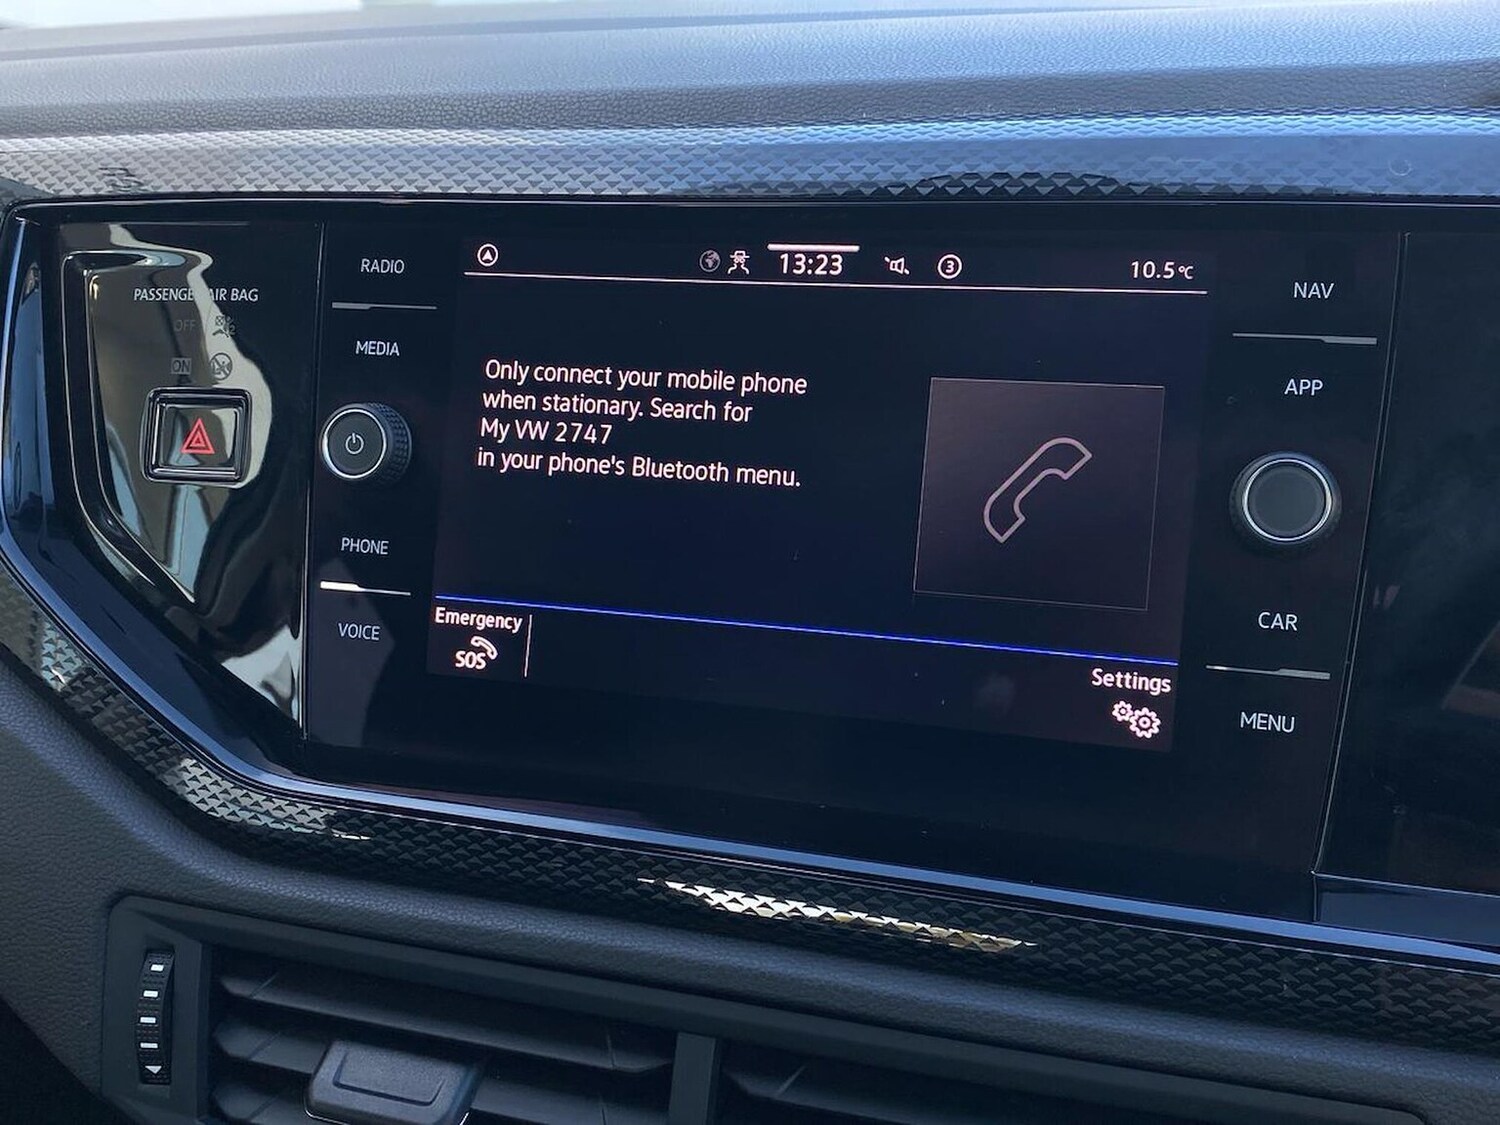 PASSENGER AIR BAG
OFF
ON
RADIO
MEDIA
PHONE
VOICE
13:23
3
10.5°C
Only connect your mobile phone
when stationary. Search for
My VW 2747
in your phone's Bluetooth menu.
Emergency
SOS
Settings
NAV
APP
CAR
MENU